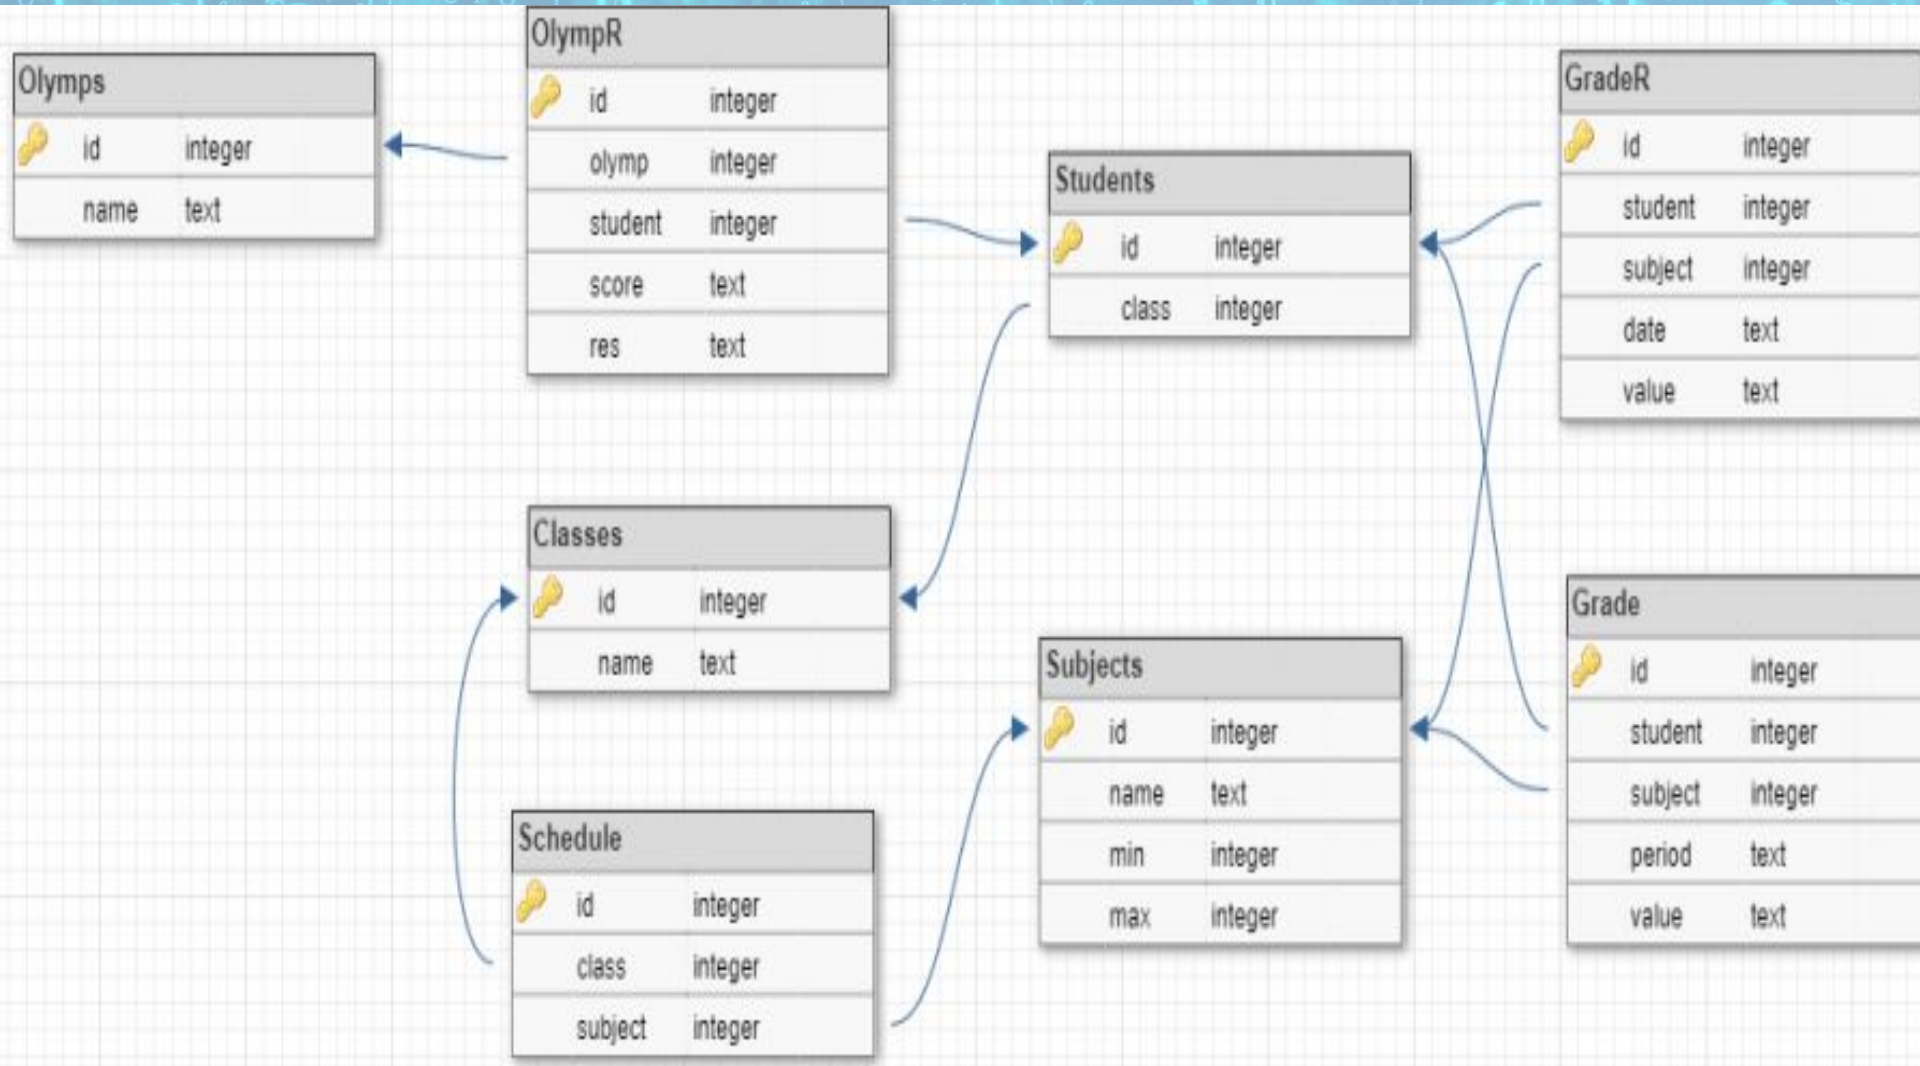 Olymps
id integer
name text
OlympR
id integer
olymp integer
student integer
score text
res text
Students
id integer
class integer
GradeR
id integer
student integer
subject integer
date text
value text
Classes
id integer
name text
Schedule
id integer
class integer
subject integer
Subjects
id integer
name text
min integer
max integer
Grade
id integer
student integer
subject integer
period text
value text